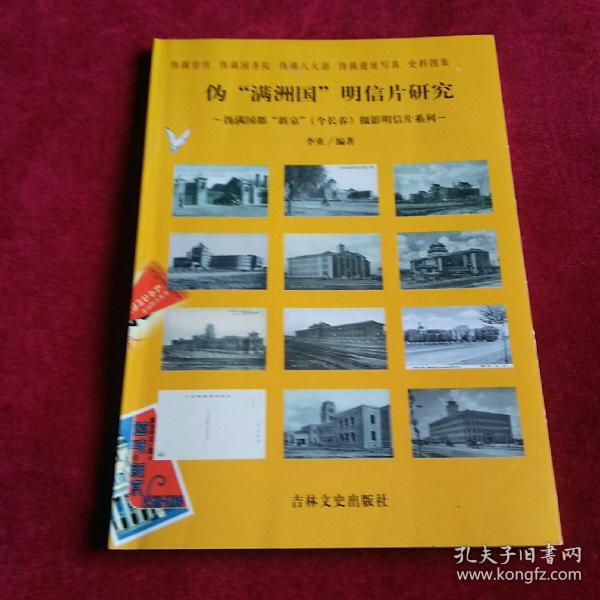 伪满皇宫 伪满国务院 伪满八大部 伪满遗址写真 史料图集
伪“满洲国”明信片研究
~伪满国都“新京”（今长春）摄影明信片系列~
李重/编著
吉林文史出版社
孔夫子旧书网
www.kongfz.com